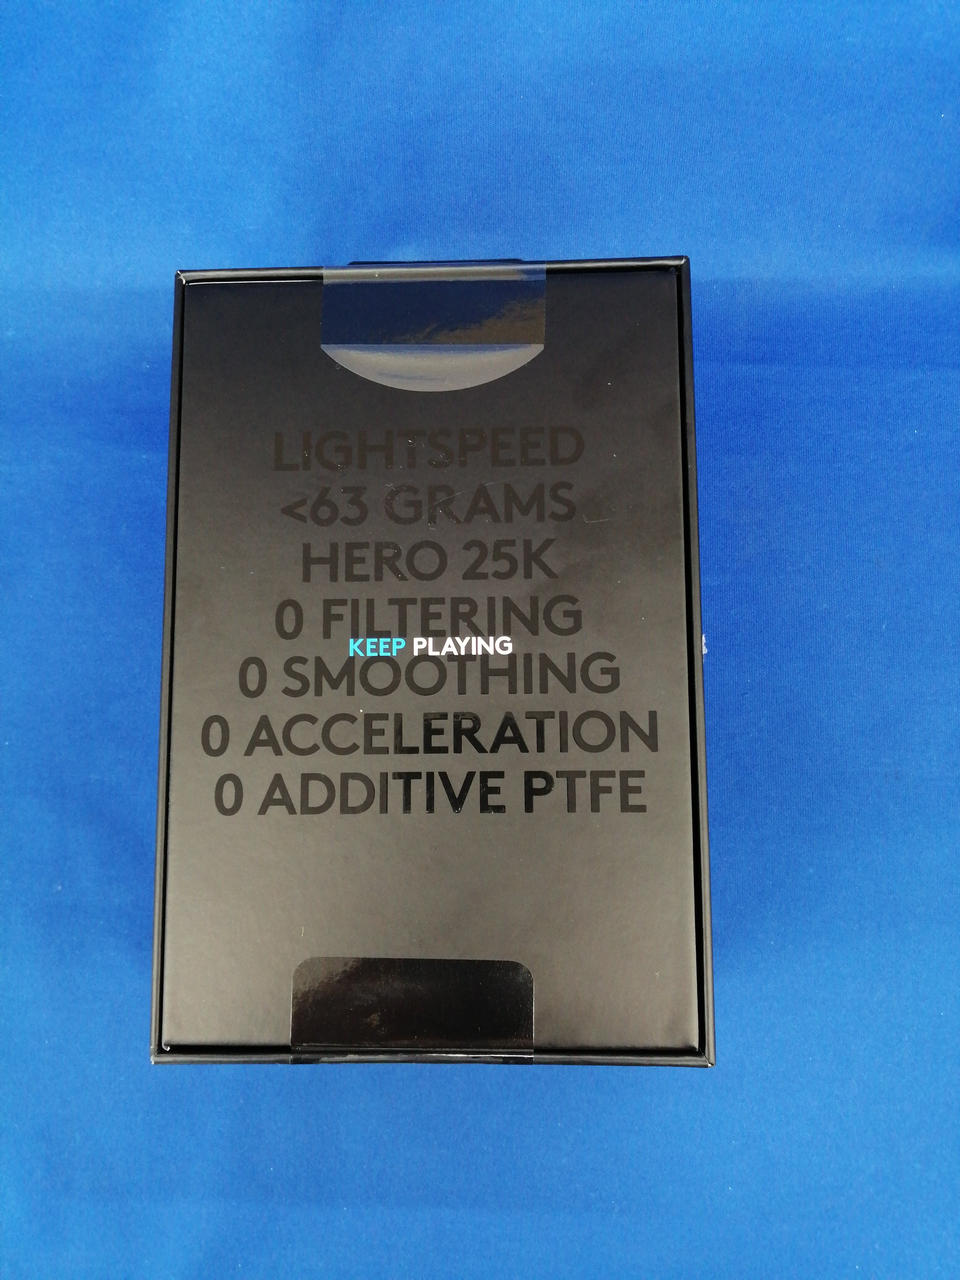 LIGHTSPEED
<63 GRAMS
HERO 25K
0 FILTERING
KEEP PLAYING
0 SMOOTHING
0 ACCELERATION
0 ADDITIVE PTFE